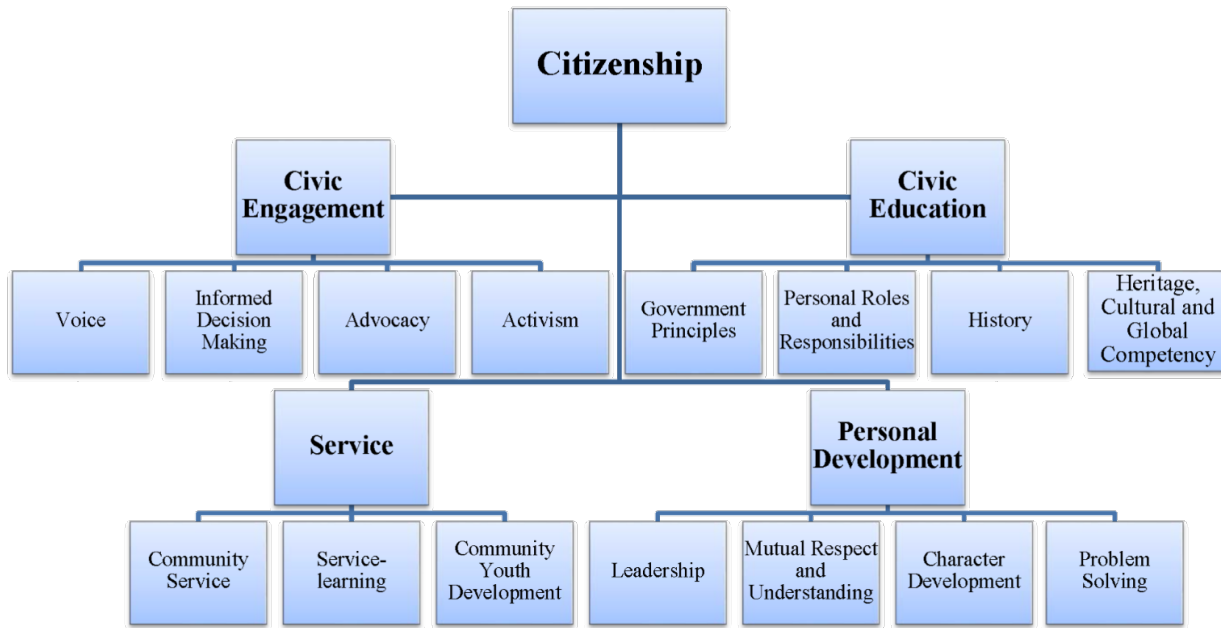 Citizenship
Civic
Engagement
Civic
Education
Voice
Informed
Decision
Making
Advocacy
Activism
Government
Principles
Personal Roles
and
Responsibilities
History
Heritage,
Cultural and
Global
Competency
Service
Personal
Development
Community
Service
Service-
learning
Community
Youth
Development
Leadership
Mutual Respect
and
Understanding
Character
Development
Problem
Solving